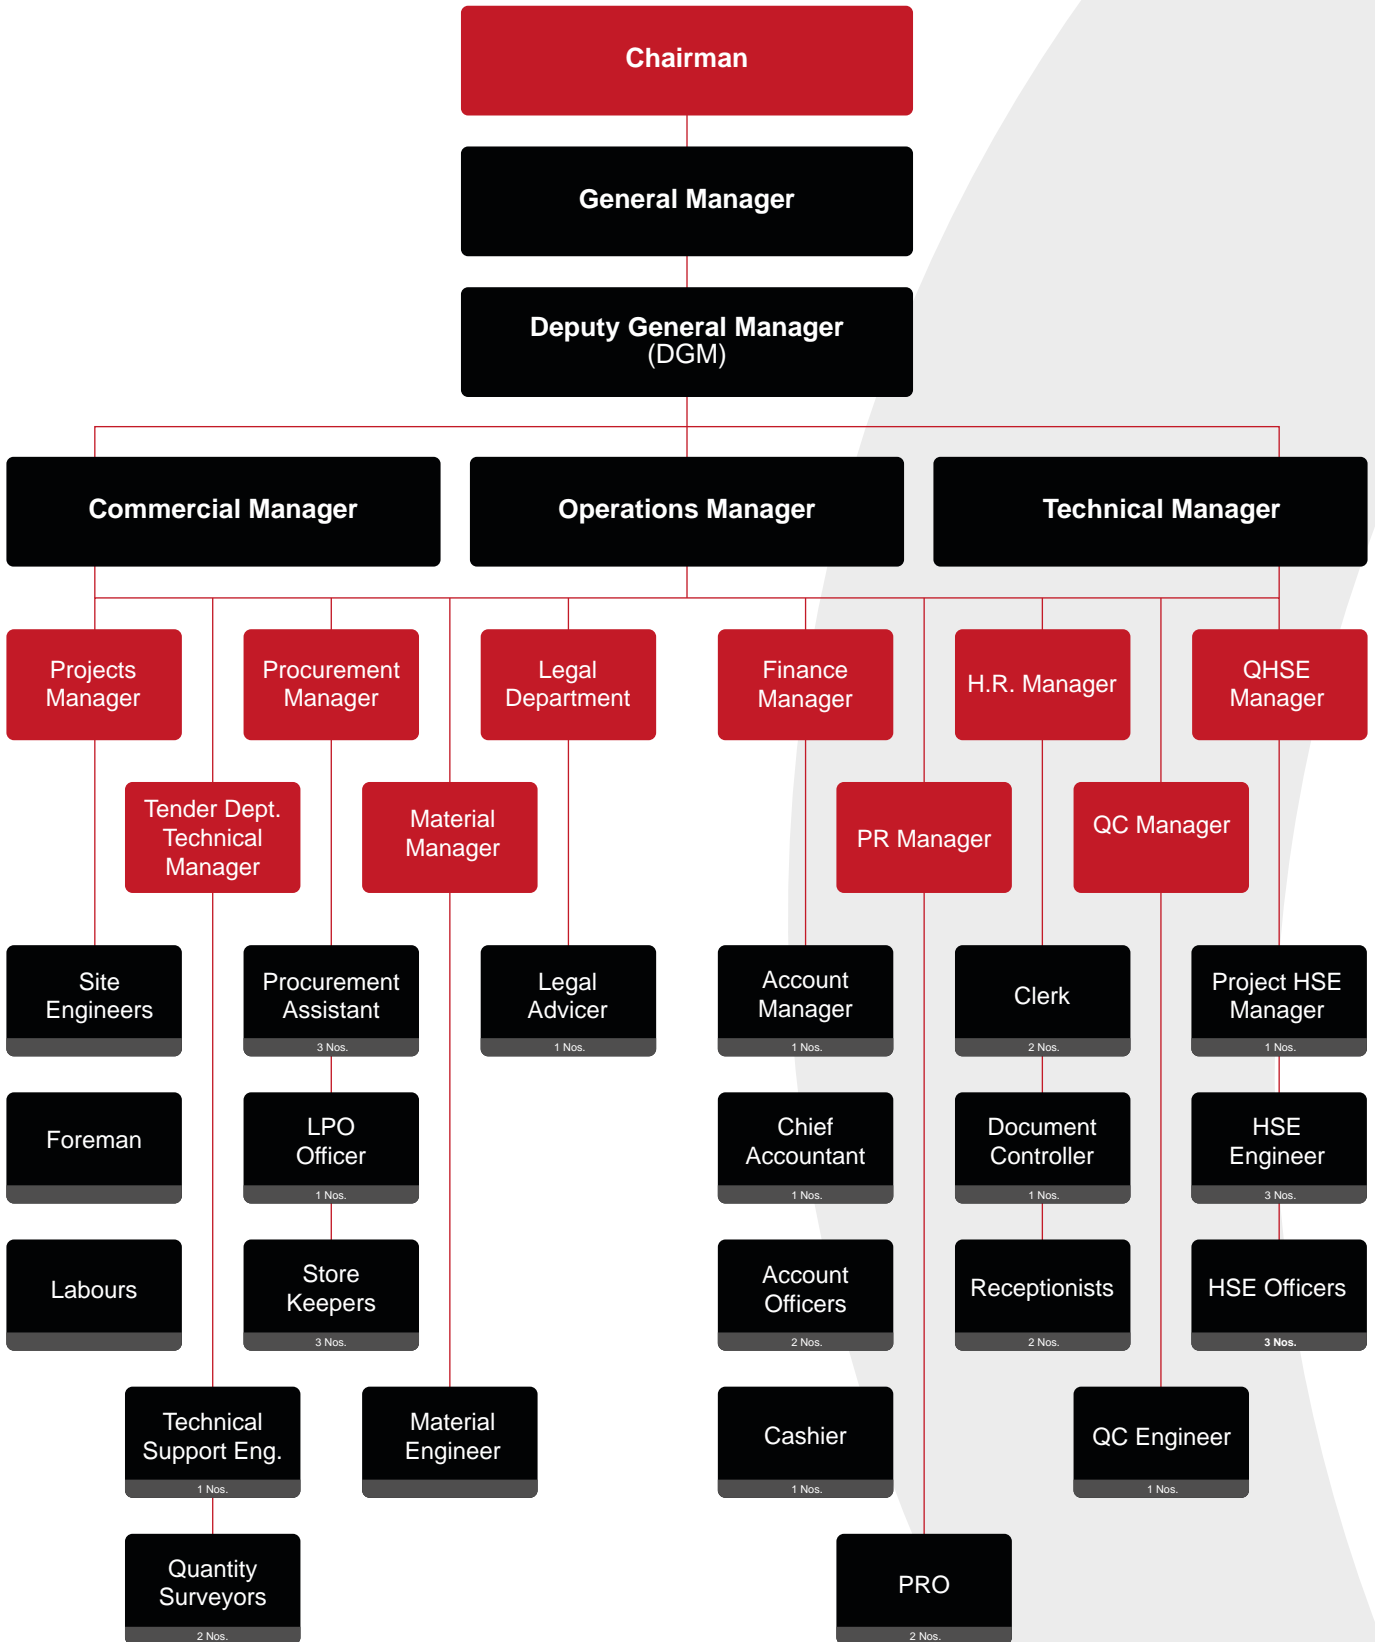 Chairman
General Manager
Deputy General Manager
(DGM)
Commercial Manager
Operations Manager
Technical Manager
Projects
Manager
Procurement
Manager
Legal
Department
Finance
Manager
H.R. Manager
QHSE
Manager
Tender Dept.
Technical
Manager
Material
Manager
PR Manager
QC Manager
Site
Engineers
Procurement
Assistant
3 Nos.
Legal
Advicer
1 Nos.
Account
Manager
1 Nos.
Clerk
2 Nos.
Project HSE
Manager
1 Nos.
Foreman
LPO
Officer
1 Nos.
Chief
Accountant
1 Nos.
Document
Controller
1 Nos.
HSE
Engineer
3 Nos.
Labours
Store
Keepers
3 Nos.
Account
Officers
2 Nos.
Receptionists
2 Nos.
HSE Officers
3 Nos.
Technical
Support Eng.
1 Nos.
Material
Engineer
Cashier
1 Nos.
QC Engineer
1 Nos.
Quantity
Surveyors
2 Nos.
PRO
2 Nos.